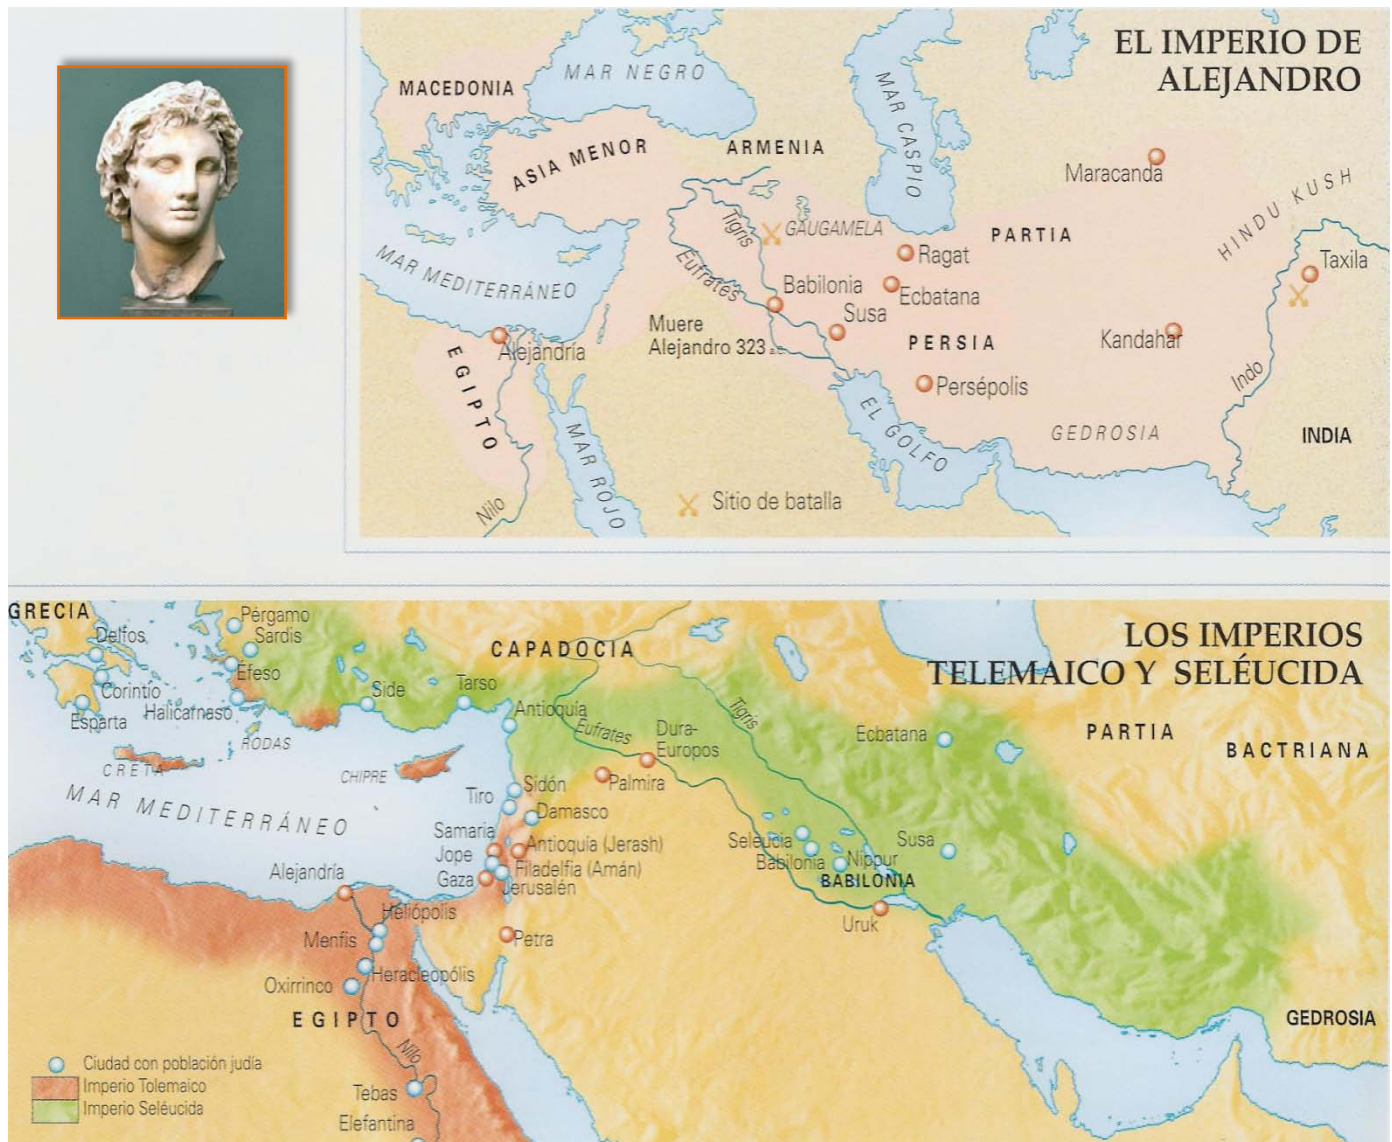 EL IMPERIO DE
ALEJANDRO
MAR NEGRO
MACEDONIA
MAR CASPIO
ASIA MENOR
ARMENIA
Maracanda
HINDU KUSH
Tigris
GAUGAMELA
PARTIA
Ragat
Taxila
MAR MEDITERRÁNEO
Éufrates
Babilonia
Ecbatana
Susa
Muere
Alejandro 323 a.C.
PERSIA
Kandahar
Alejandría
Persépolis
Indo
EGIPTO
EL GOLFO
GEDROSIA
INDIA
MAR ROJO
Nilo
Sitio de batalla
GRECIA
Pérgamo
LOS IMPERIOS
TELEMAICO Y SELÉUCIDA
Delfos
Sardis
CAPADOCIA
Éfeso
Corintio
Side
Tarso
Halicarnaso
Antioquía
Tigris
Esparta
Éufrates
Dura-
Europos
Ecbatana
PARTIA
BACTRIANA
RODAS
CRETA
CHIPRE
Sidón
Palmira
Tiro
MAR MEDITERRÁNEO
Damasco
Samaria
Antioquía (Jerash)
Seleucia
Susa
Jope
Babilonia
Nippur
Alejandría
Filadelfia (Amán)
Gaza
Jerusalén
BABILONIA
Heliópolis
Uruk
Menfis
Petra
Heracleopólis
Oxirrinco
EGIPTO
GEDROSIA
Nilo
Ciudad con población judía
Imperio Tolemaico
Imperio Seléucida
Tebas
Elefantina